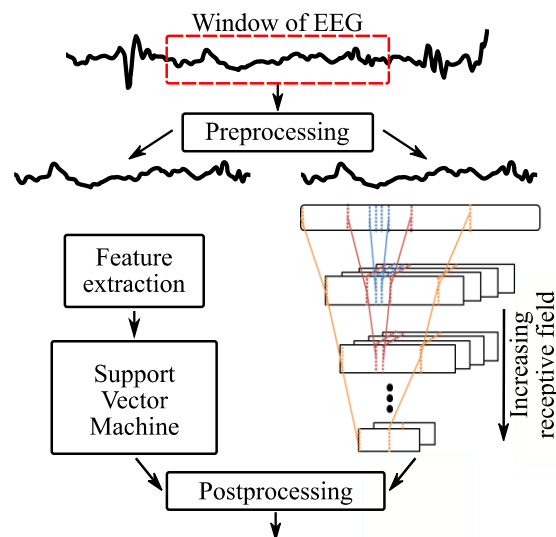 Window of EEG
Preprocessing
Feature
extraction
Support
Vector
Machine
Increasing
receptive field
Postprocessing